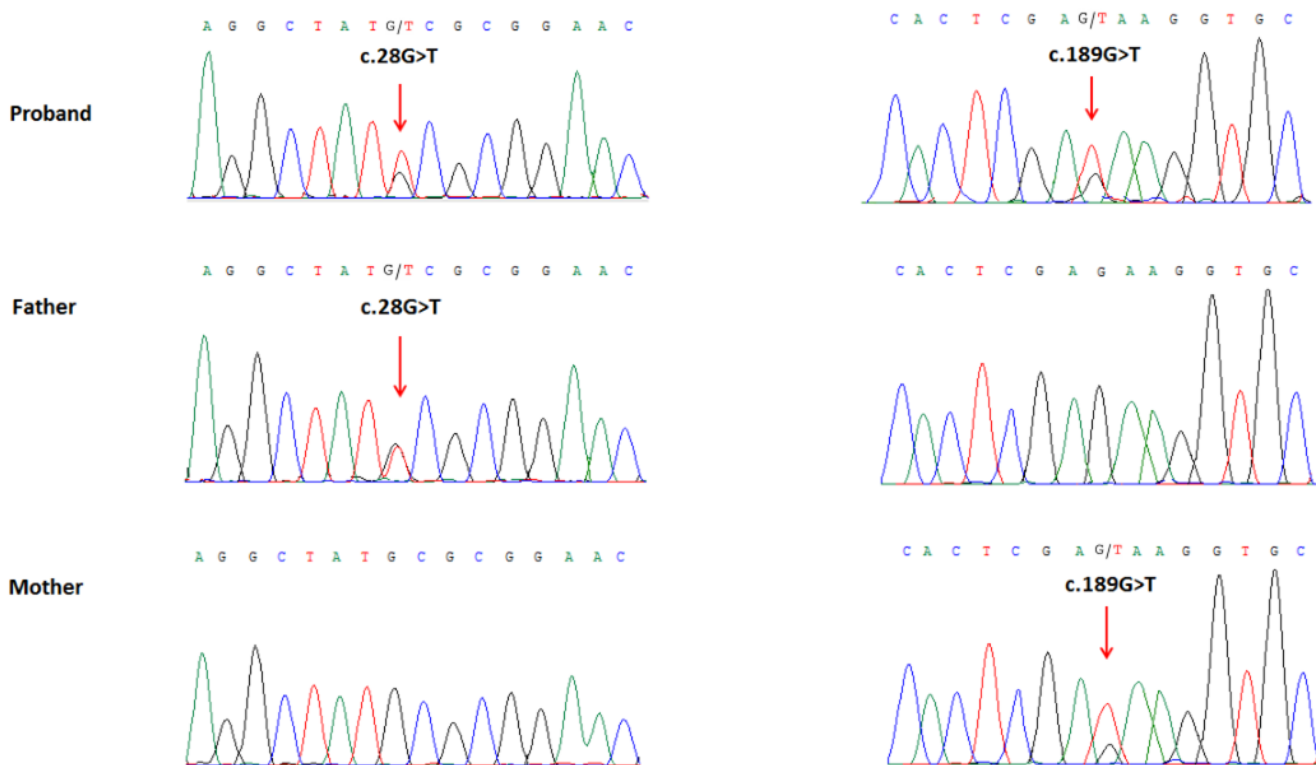 A G G C T A T G/T C G C G G A A C
C A C T C G A G/T A A G G T G C
c.28G>T
c.189G>T
Proband
A G G C T A T G/T C G C G G A A C
C A C T C G A G A A G G T G C
Father
c.28G>T
A G G C T A T G C G C G G A A C
C A C T C G A G/T A A G G T G C
Mother
c.189G>T